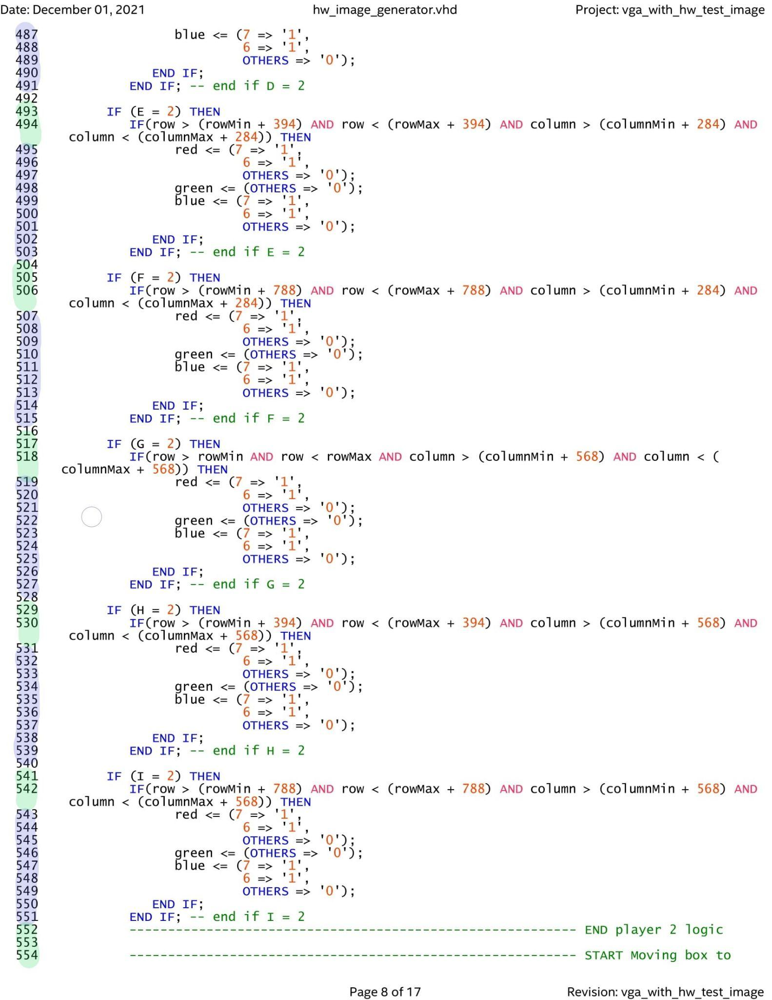 Date: December 01, 2021 hw_image_generator.vhd Project: vga_with_hw_test_image
487 blue <= (7 => '1',
488 6 => '1',
489 OTHERS => '0');
490 END IF;
491 END IF; -- end if D = 2
492
493 IF (E = 2) THEN
494 IF(row > (rowMin + 394) AND row < (rowMax + 394) AND column > (columnMin + 284) AND
column < (columnMax + 284)) THEN
495 red <= (7 => '1',
496 6 => '1',
497 OTHERS => '0');
498 green <= (OTHERS => '0');
499 blue <= (7 => '1',
500 6 => '1',
501 OTHERS => '0');
502 END IF;
503 END IF; -- end if E = 2
504
505 IF (F = 2) THEN
506 IF(row > (rowMin + 788) AND row < (rowMax + 788) AND column > (columnMin + 284) AND
column < (columnMax + 284)) THEN
507 red <= (7 => '1',
508 6 => '1',
509 OTHERS => '0');
510 green <= (OTHERS => '0');
511 blue <= (7 => '1',
512 6 => '1',
513 OTHERS => '0');
514 END IF;
515 END IF; -- end if F = 2
516
517 IF (G = 2) THEN
518 IF(row > rowMin AND row < rowMax AND column > (columnMin + 568) AND column < (
columnMax + 568)) THEN
519 red <= (7 => '1',
520 6 => '1',
521 OTHERS => '0');
522 green <= (OTHERS => '0');
523 blue <= (7 => '1',
524 6 => '1',
525 OTHERS => '0');
526 END IF;
527 END IF; -- end if G = 2
528
529 IF (H = 2) THEN
530 IF(row > (rowMin + 394) AND row < (rowMax + 394) AND column > (columnMin + 568) AND
column < (columnMax + 568)) THEN
531 red <= (7 => '1',
532 6 => '1',
533 OTHERS => '0');
534 green <= (OTHERS => '0');
535 blue <= (7 => '1',
536 6 => '1',
537 OTHERS => '0');
538 END IF;
539 END IF; -- end if H = 2
540
541 IF (I = 2) THEN
542 IF(row > (rowMin + 788) AND row < (rowMax + 788) AND column > (columnMin + 568) AND
column < (columnMax + 568)) THEN
543 red <= (7 => '1',
544 6 => '1',
545 OTHERS => '0');
546 green <= (OTHERS => '0');
547 blue <= (7 => '1',
548 6 => '1',
549 OTHERS => '0');
550 END IF;
551 END IF; -- end if I = 2
552 ---------------------------------------------------------- END player 2 logic
553
554 ---------------------------------------------------------- START Moving box to
Page 8 of 17 Revision: vga_with_hw_test_image